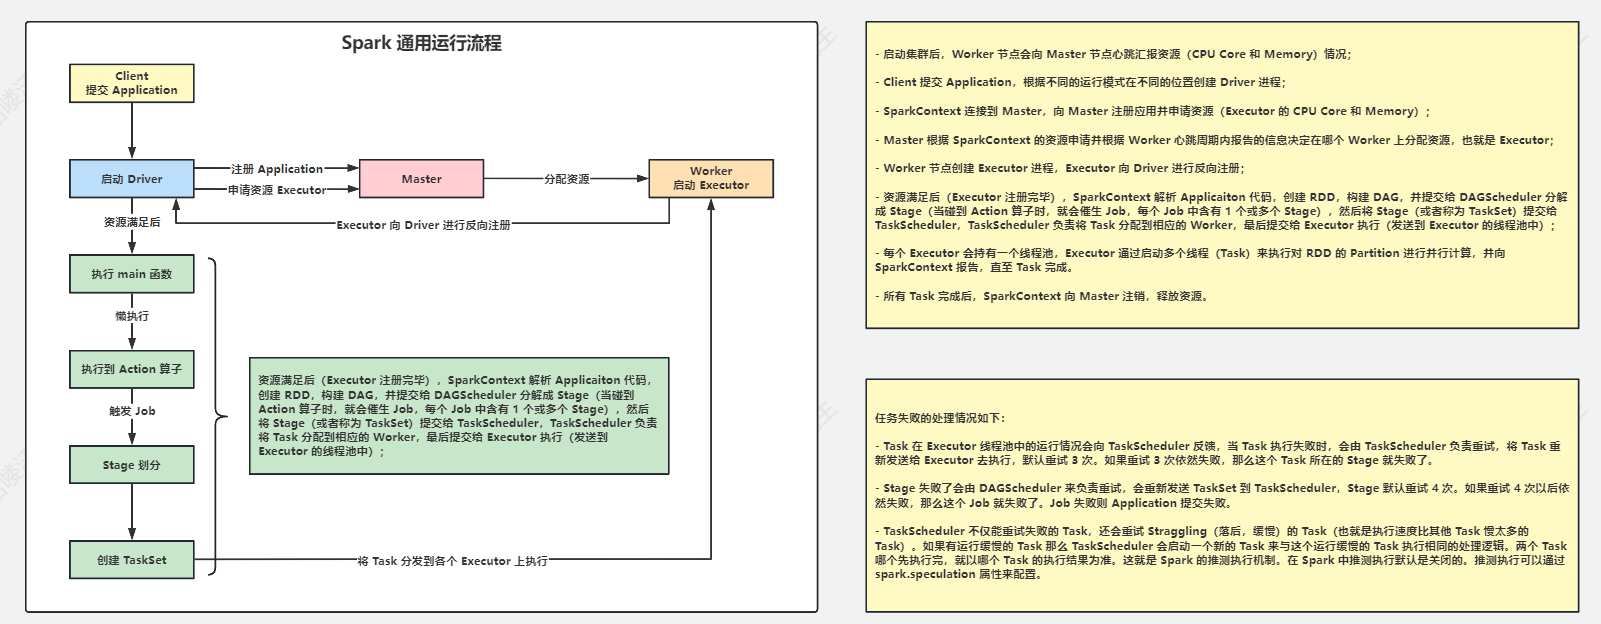 Spark 通用运行流程
Client
提交 Application
启动 Driver
注册 Application
申请资源 Executor
Master
分配资源
Worker
启动 Executor
Executor 向 Driver 进行反向注册
资源满足后
执行 main 函数
懒执行
执行到 Action 算子
触发 Job
Stage 划分
创建 TaskSet
将 Task 分发到各个 Executor 上执行
资源满足后（Executor 注册完毕），SparkContext 解析 Applicaiton 代码，
创建 RDD，构建 DAG，并提交给 DAGScheduler 分解成 Stage（当碰到
Action 算子时，就会催生 Job，每个 Job 中含有 1 个或多个 Stage），然后
将 Stage（或者称为 TaskSet）提交给 TaskScheduler，TaskScheduler 负责
将 Task 分配到相应的 Worker，最后提交给 Executor 执行（发送到
Executor 的线程池中）；
- 启动集群后，Worker 节点会向 Master 节点心跳汇报资源（CPU Core 和 Memory）情况；
- Client 提交 Application，根据不同的运行模式在不同的位置创建 Driver 进程；
- SparkContext 连接到 Master，向 Master 注册应用并申请资源（Executor 的 CPU Core 和 Memory）；
- Master 根据 SparkContext 的资源申请并根据 Worker 心跳周期内报告的信息决定在哪个 Worker 上分配资源，也就是 Executor；
- Worker 节点创建 Executor 进程，Executor 向 Driver 进行反向注册；
- 资源满足后（Executor 注册完毕），SparkContext 解析 Applicaiton 代码，创建 RDD，构建 DAG，并提交给 DAGScheduler 分解
成 Stage（当碰到 Action 算子时，就会催生 Job，每个 Job 中含有 1 个或多个 Stage），然后将 Stage（或者称为 TaskSet）提交给
TaskScheduler，TaskScheduler 负责将 Task 分配到相应的 Worker，最后提交给 Executor 执行（发送到 Executor 的线程池中）；
- 每个 Executor 会持有一个线程池，Executor 通过启动多个线程（Task）来执行对 RDD 的 Partition 进行并行计算，并向
SparkContext 报告，直至 Task 完成。
- 所有 Task 完成后，SparkContext 向 Master 注销，释放资源。
任务失败的处理情况如下：
- Task 在 Executor 线程池中的运行情况会向 TaskScheduler 反馈，当 Task 执行失败时，会由 TaskScheduler 负责重试，将 Task 重
新发送给 Executor 去执行，默认重试 3 次。如果重试 3 次依然失败，那么这个 Task 所在的 Stage 就失败了。
- Stage 失败了会由 DAGScheduler 来负责重试，会重新发送 TaskSet 到 TaskScheduler，Stage 默认重试 4 次。如果重试 4 次以后依
然失败，那么这个 Job 就失败了。Job 失败则 Application 提交失败。
- TaskScheduler 不仅能重试失败的 Task，还会重试 Straggling（落后，缓慢）的 Task（也就是执行速度比其他 Task 慢太多的
Task）。如果有运行缓慢的 Task 那么 TaskScheduler 会启动一个新的 Task 来与这个运行缓慢的 Task 执行相同的处理逻辑。两个 Task
哪个先执行完，就以哪个 Task 的执行结果为准。这就是 Spark 的推测执行机制。在 Spark 中推测执行默认是关闭的。推测执行可以通过
spark.speculation 属性来配置。